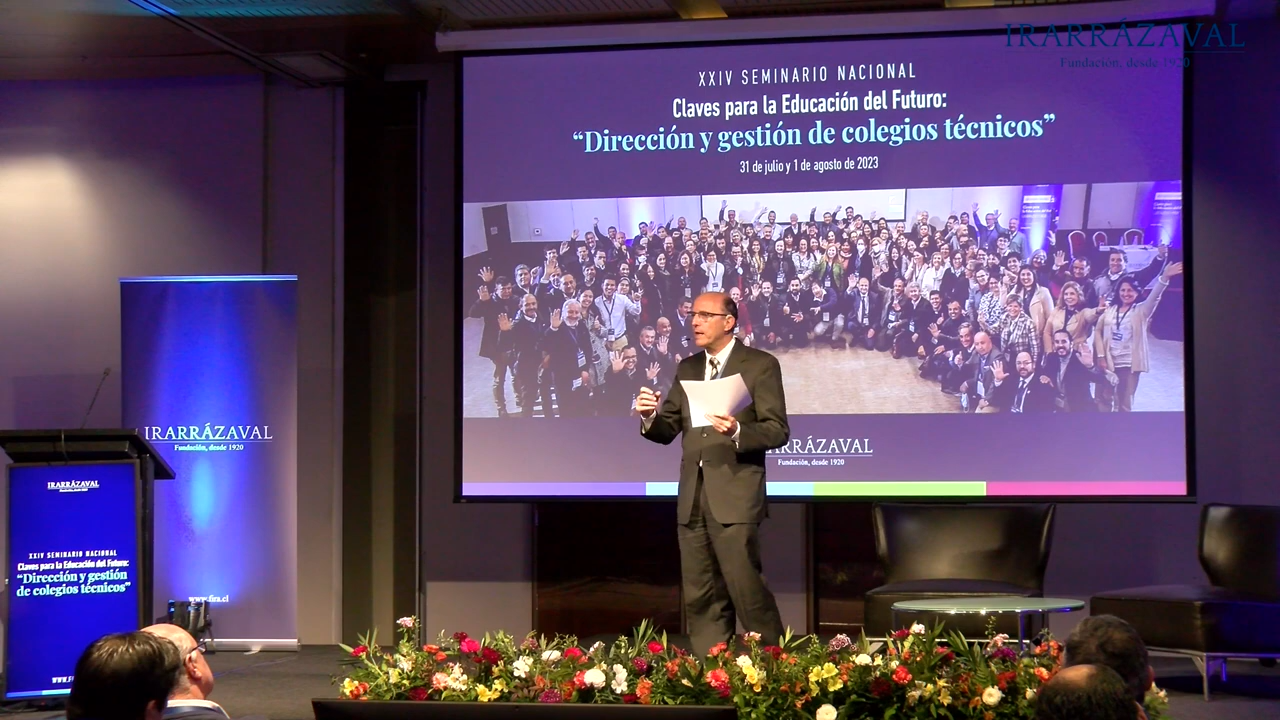 IRARRÁZAVAL
Fundación, desde 1920
XXIV SEMINARIO NACIONAL
Claves para la Educación del Futuro:
“Dirección y gestión de colegios técnicos”
31 de julio y 1 de agosto de 2023
ARRÁZAVAL
Fundación, desde 1920
IRARRÁZAVAL
Fundación, desde 1920
www.fira.cl
IRARRÁZAVAL
XXIV SEMINARIO NACIONAL
Claves para la Educación del Futuro:
“Dirección y gestión
de colegios técnicos”